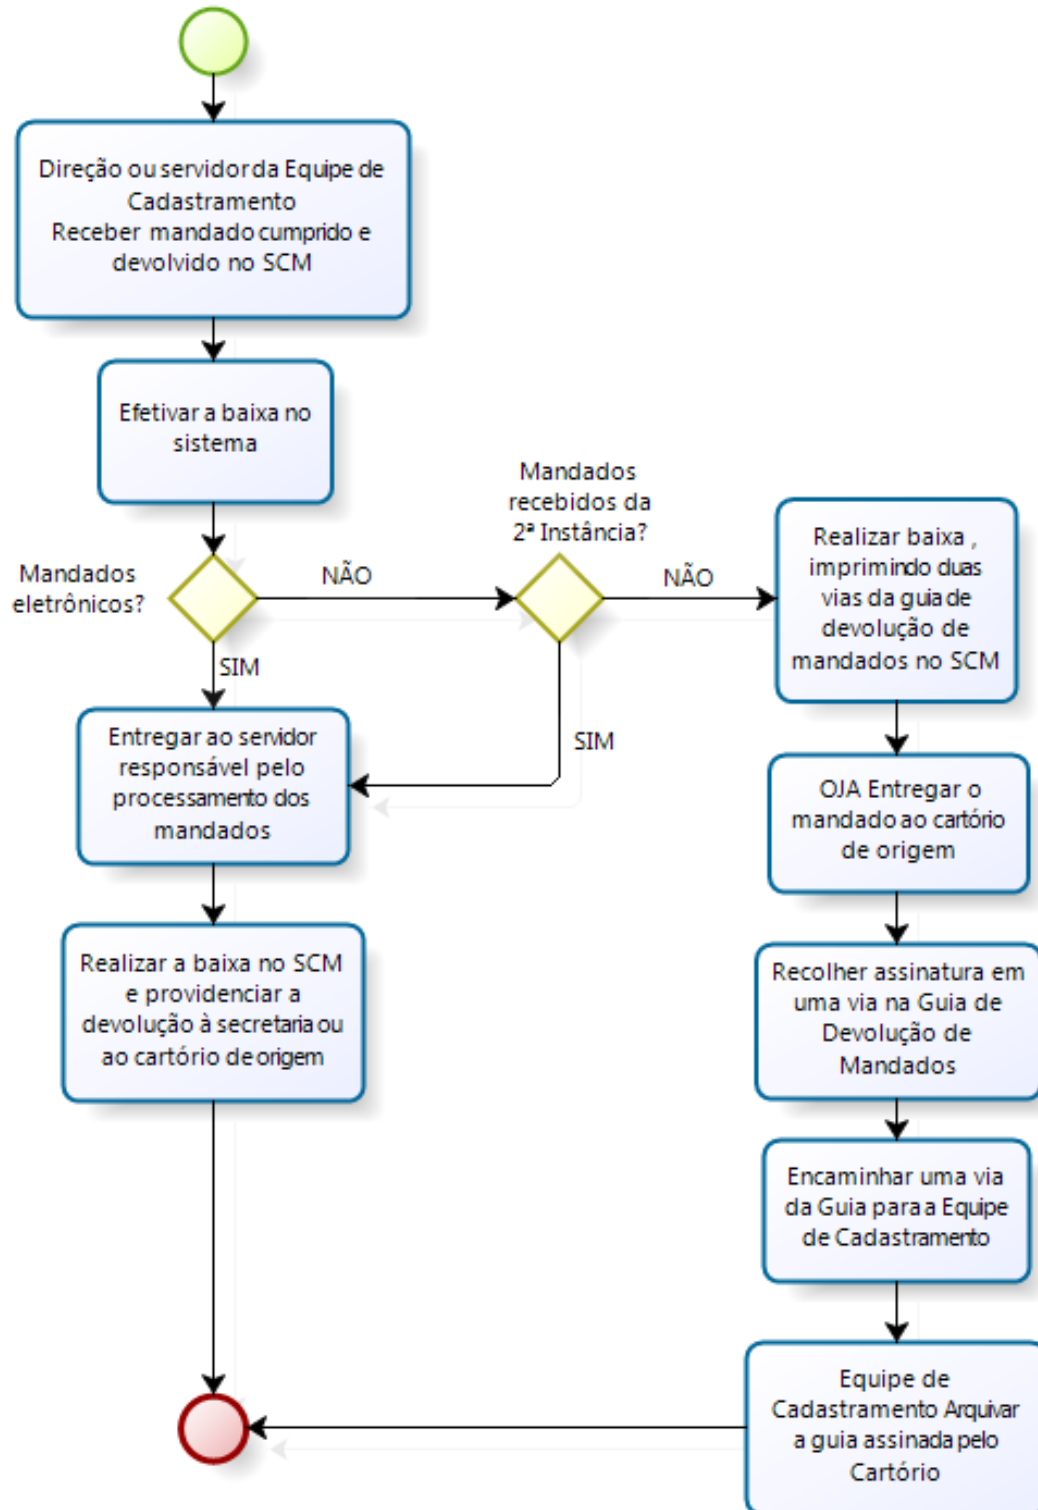 Direção ou servidor da Equipe de
Cadastramento
Receber mandado cumprido e
devolvido no SCM
Efetivar a baixa no
sistema
Mandados
eletrônicos?
NÃO
SIM
Mandados
recebidos da
2ª Instância?
NÃO
SIM
Realizar baixa ,
imprimindo duas
vias da guia de
devolução de
mandados no SCM
Entregar ao servidor
responsável pelo
processamento dos
mandados
OJA Entregar o
mandado ao cartório
de origem
Realizar a baixa no SCM
e providenciar a
devolução à secretaria ou
ao cartório de origem
Recolher assinatura em
uma via na Guia de
Devolução de
Mandados
Encaminhar uma via
da Guia para a Equipe
de Cadastramento
Equipe de
Cadastramento Arquivar
a guia assinada pelo
Cartório